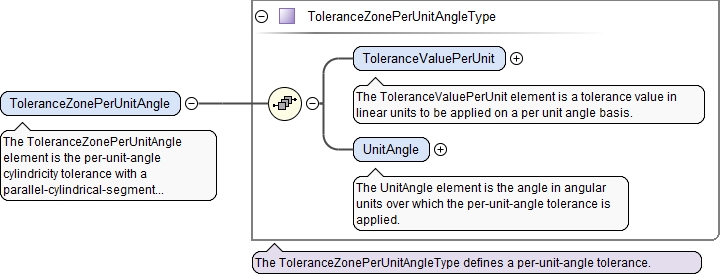 ToleranceZonePerUnitAngleType
ToleranceValuePerUnit
The ToleranceValuePerUnit element is a tolerance value in
linear units to be applied on a per unit angle basis.
ToleranceZonePerUnitAngle
The ToleranceZonePerUnitAngle
element is the per-unit-angle
cylindricity tolerance with a
parallel-cylindrical-segment...
UnitAngle
The UnitAngle element is the angle in angular
units over which the per-unit-angle tolerance is
applied.
The ToleranceZonePerUnitAngleType defines a per-unit-angle tolerance.